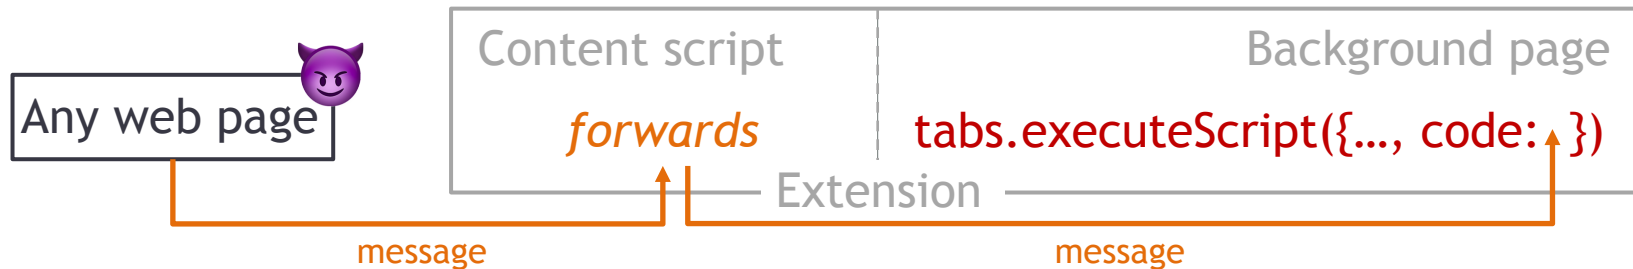 Content script
Background page
Any web page
forwards
tabs.executeScript({…, code: })
Extension
message
message